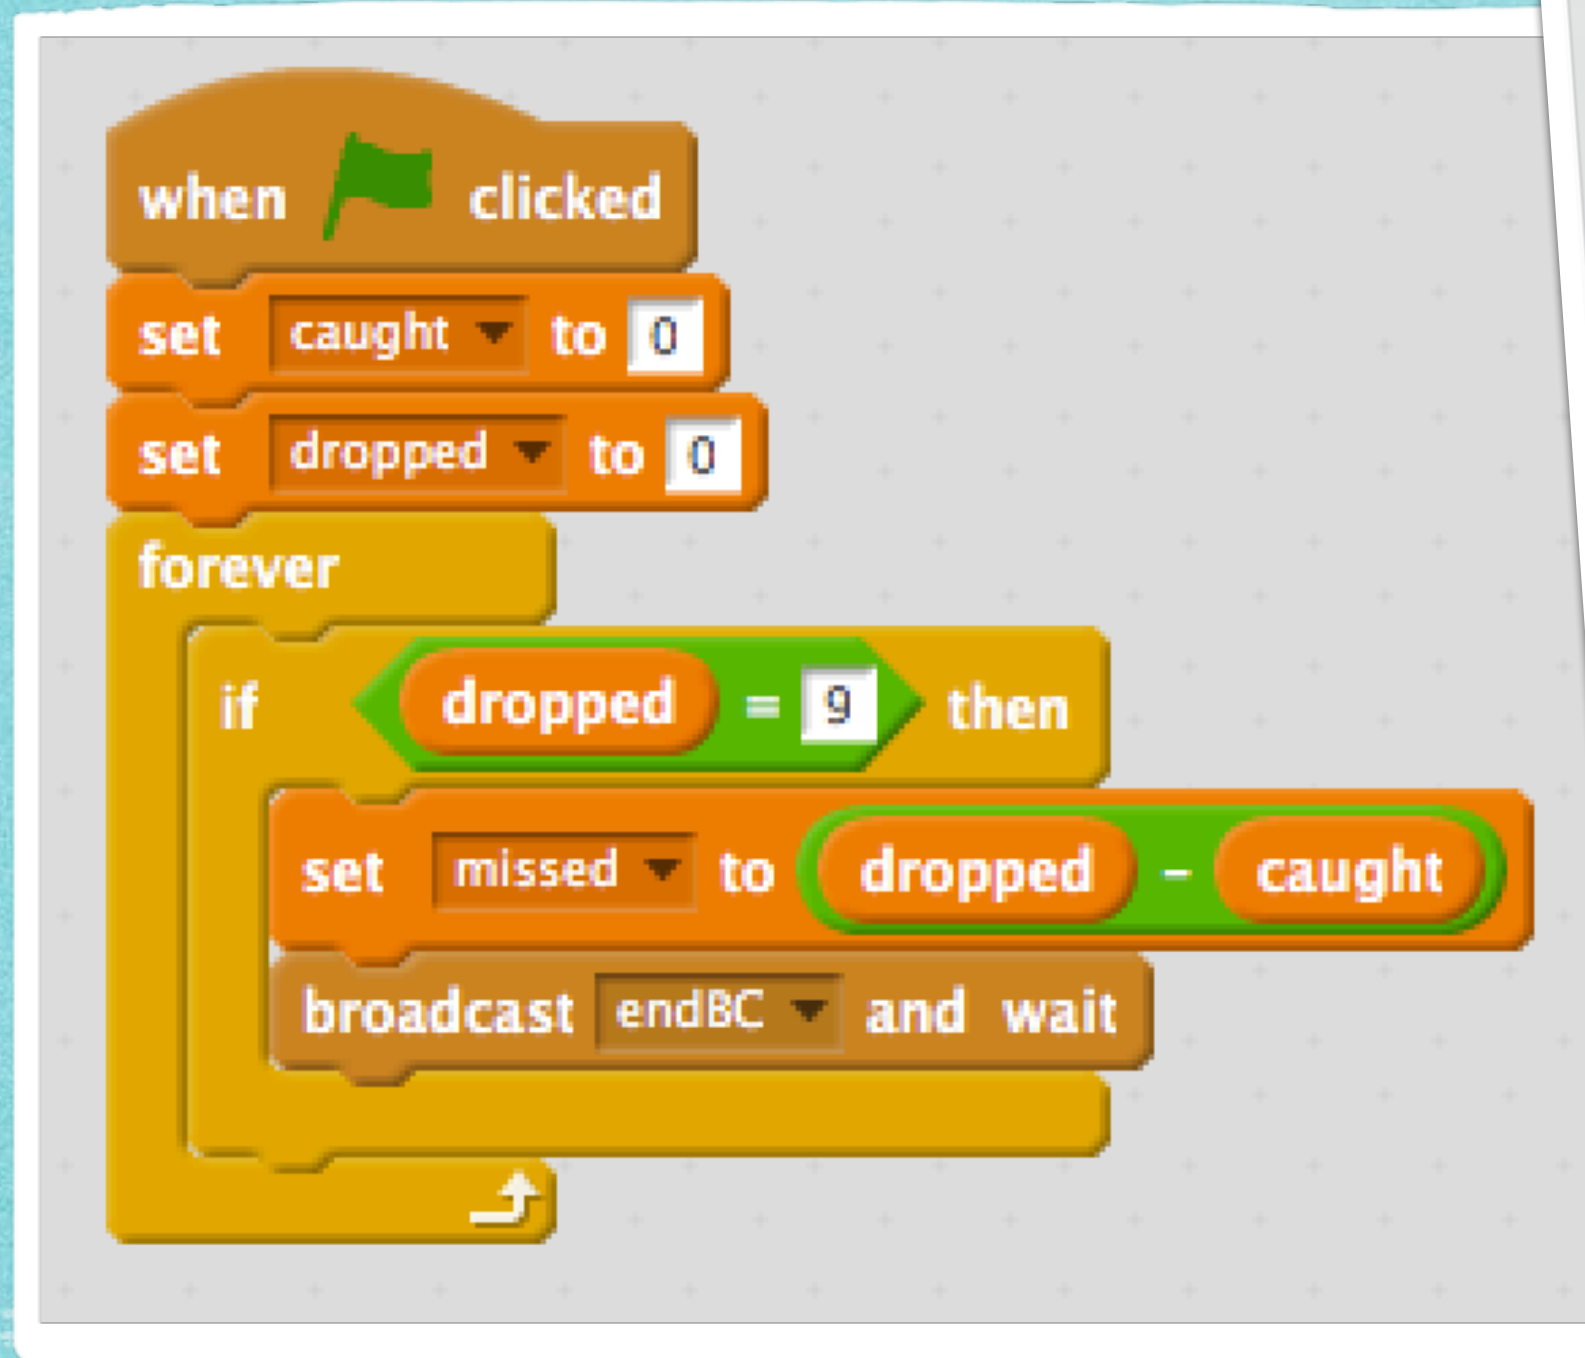 when clicked
set caught to 0
set dropped to 0
forever
if dropped = 9 then
set missed to dropped - caught
broadcast endBC and wait